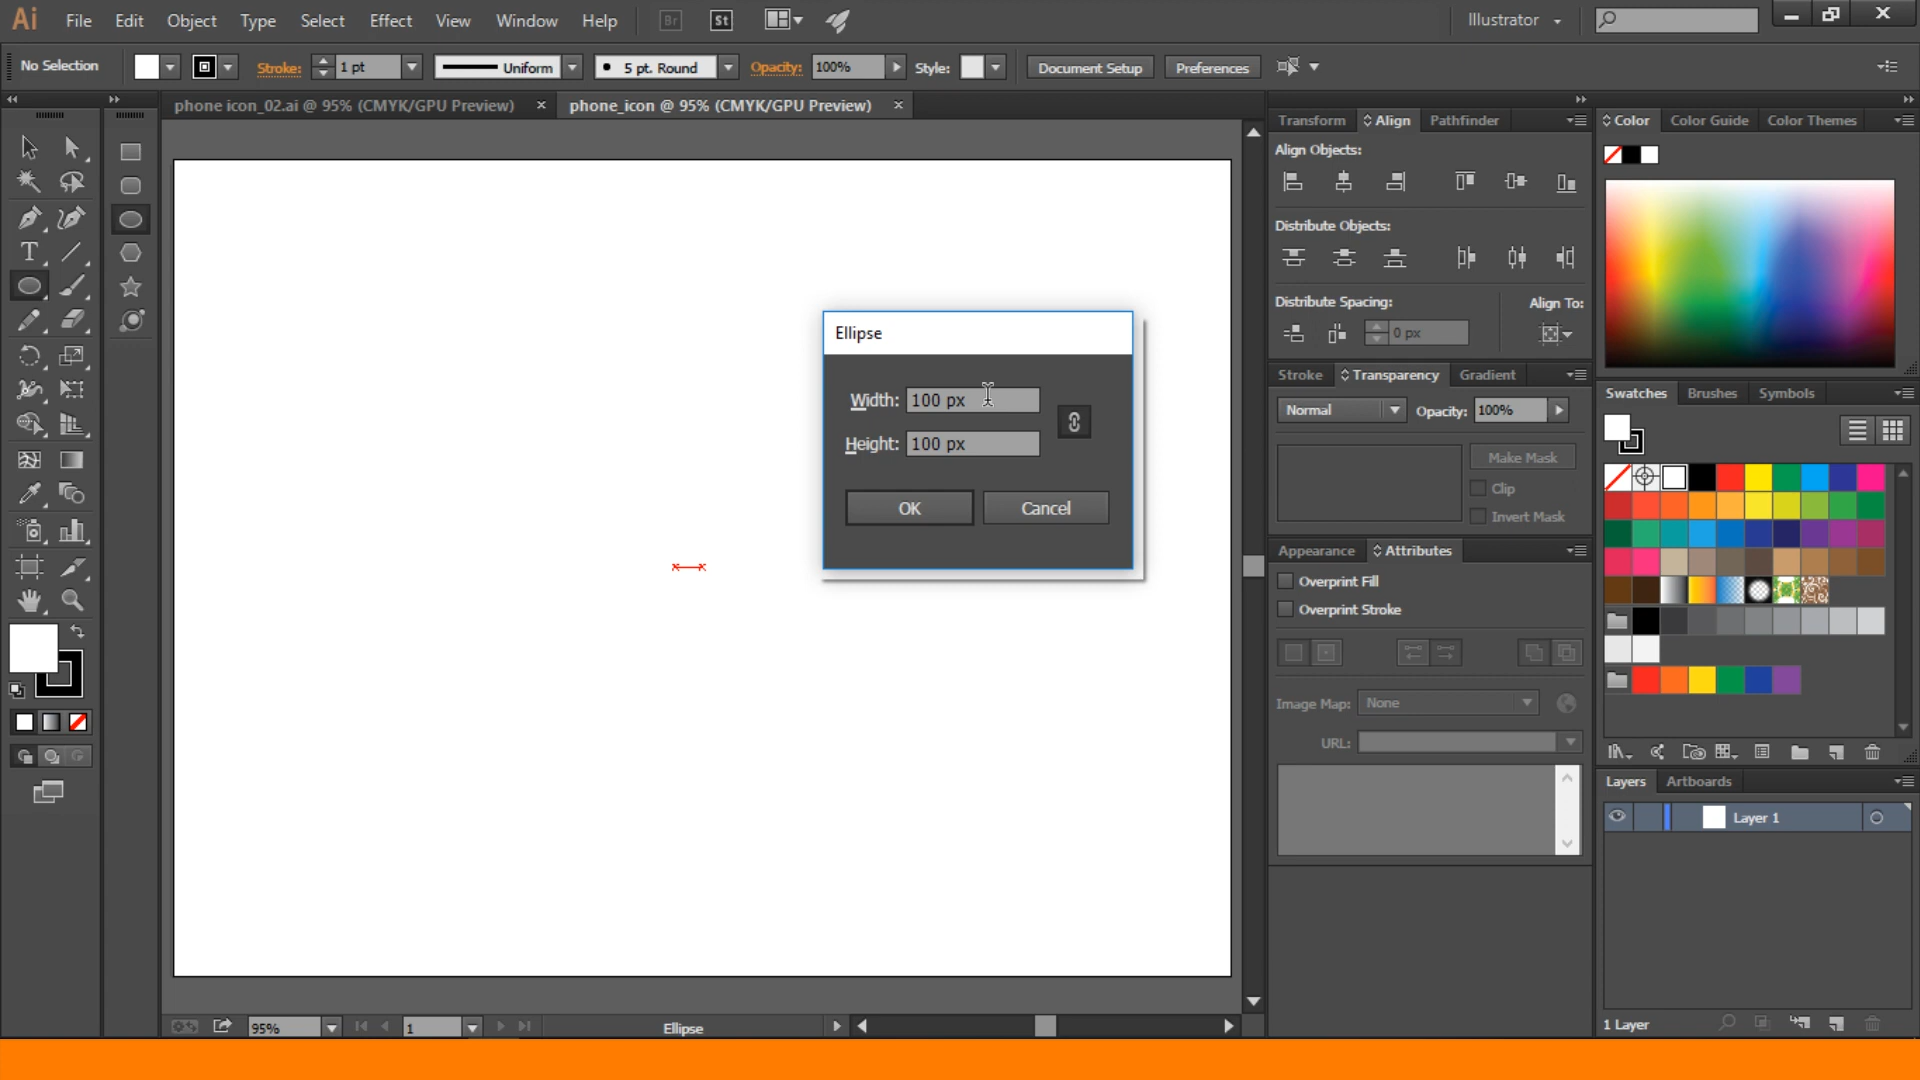 Ai File Edit Object Type Select Effect View Window Help Br St Illustrator
No Selection Stroke: 1 pt Uniform 5 pt. Round Opacity: 100% Style: Document Setup Preferences
phone icon_02.ai @ 95% (CMYK/GPU Preview) phone_icon @ 95% (CMYK/GPU Preview)
Transform Align Pathfinder
Align Objects:
Distribute Objects:
Distribute Spacing: Align To:
0 px
Stroke Transparency Gradient
Normal Opacity: 100%
Make Mask
Clip
Invert Mask
Appearance Attributes
Overprint Fill
Overprint Stroke
Image Map: None
URL:
Color Color Guide Color Themes
Swatches Brushes Symbols
Layers Artboards
Layer 1
1 Layer
Ellipse
Width: 100 px
Height: 100 px
OK Cancel
95% 1 Ellipse